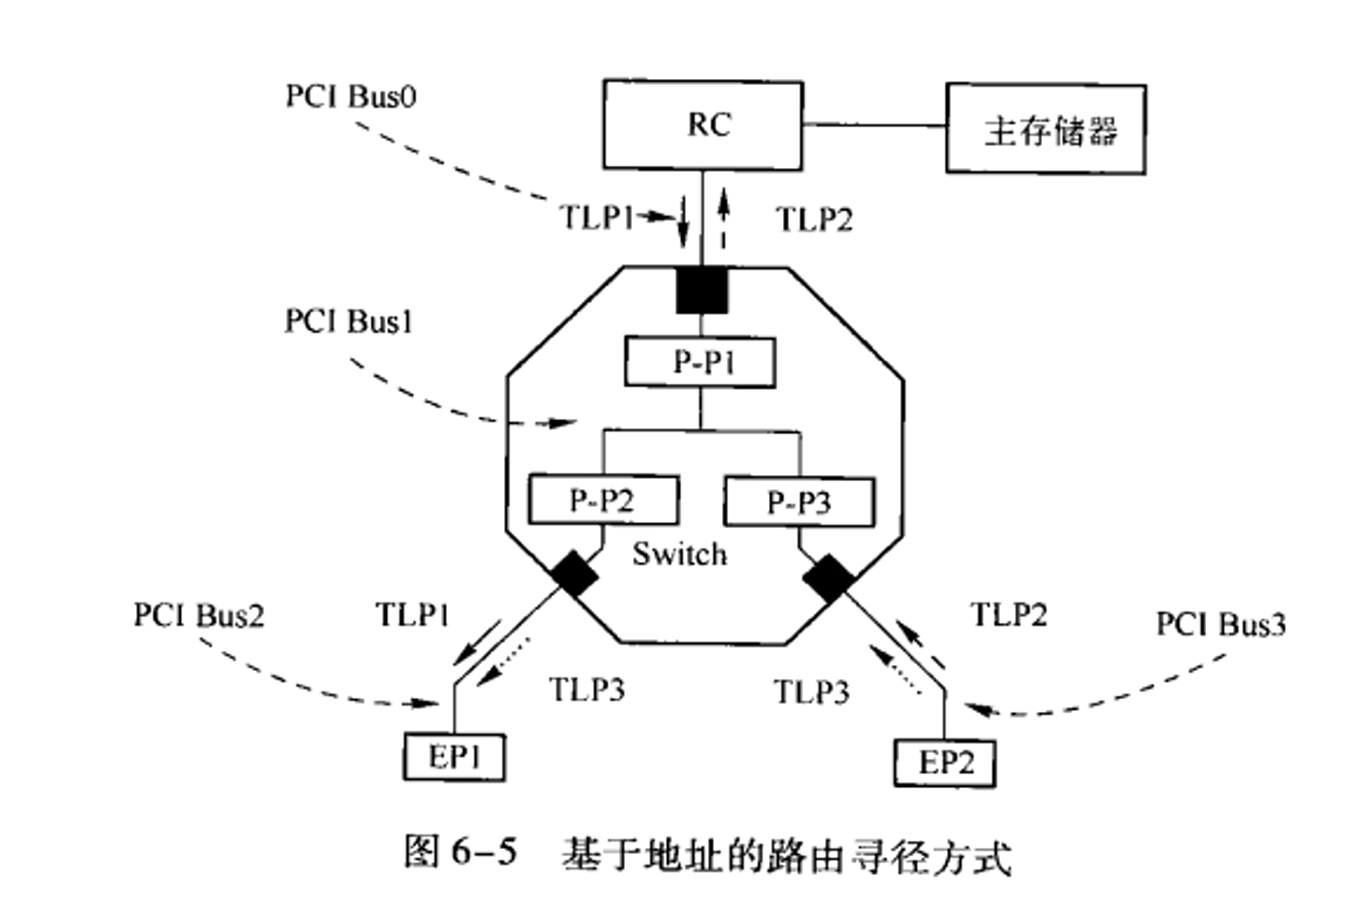 PCI Bus0
RC
主存储器
TLP1
TLP2
PCI Bus1
P-P1
P-P2
P-P3
Switch
PCI Bus2
TLP1
TLP2
PCI Bus3
TLP3
TLP3
EP1
EP2
图 6-5 基于地址的路由寻径方式